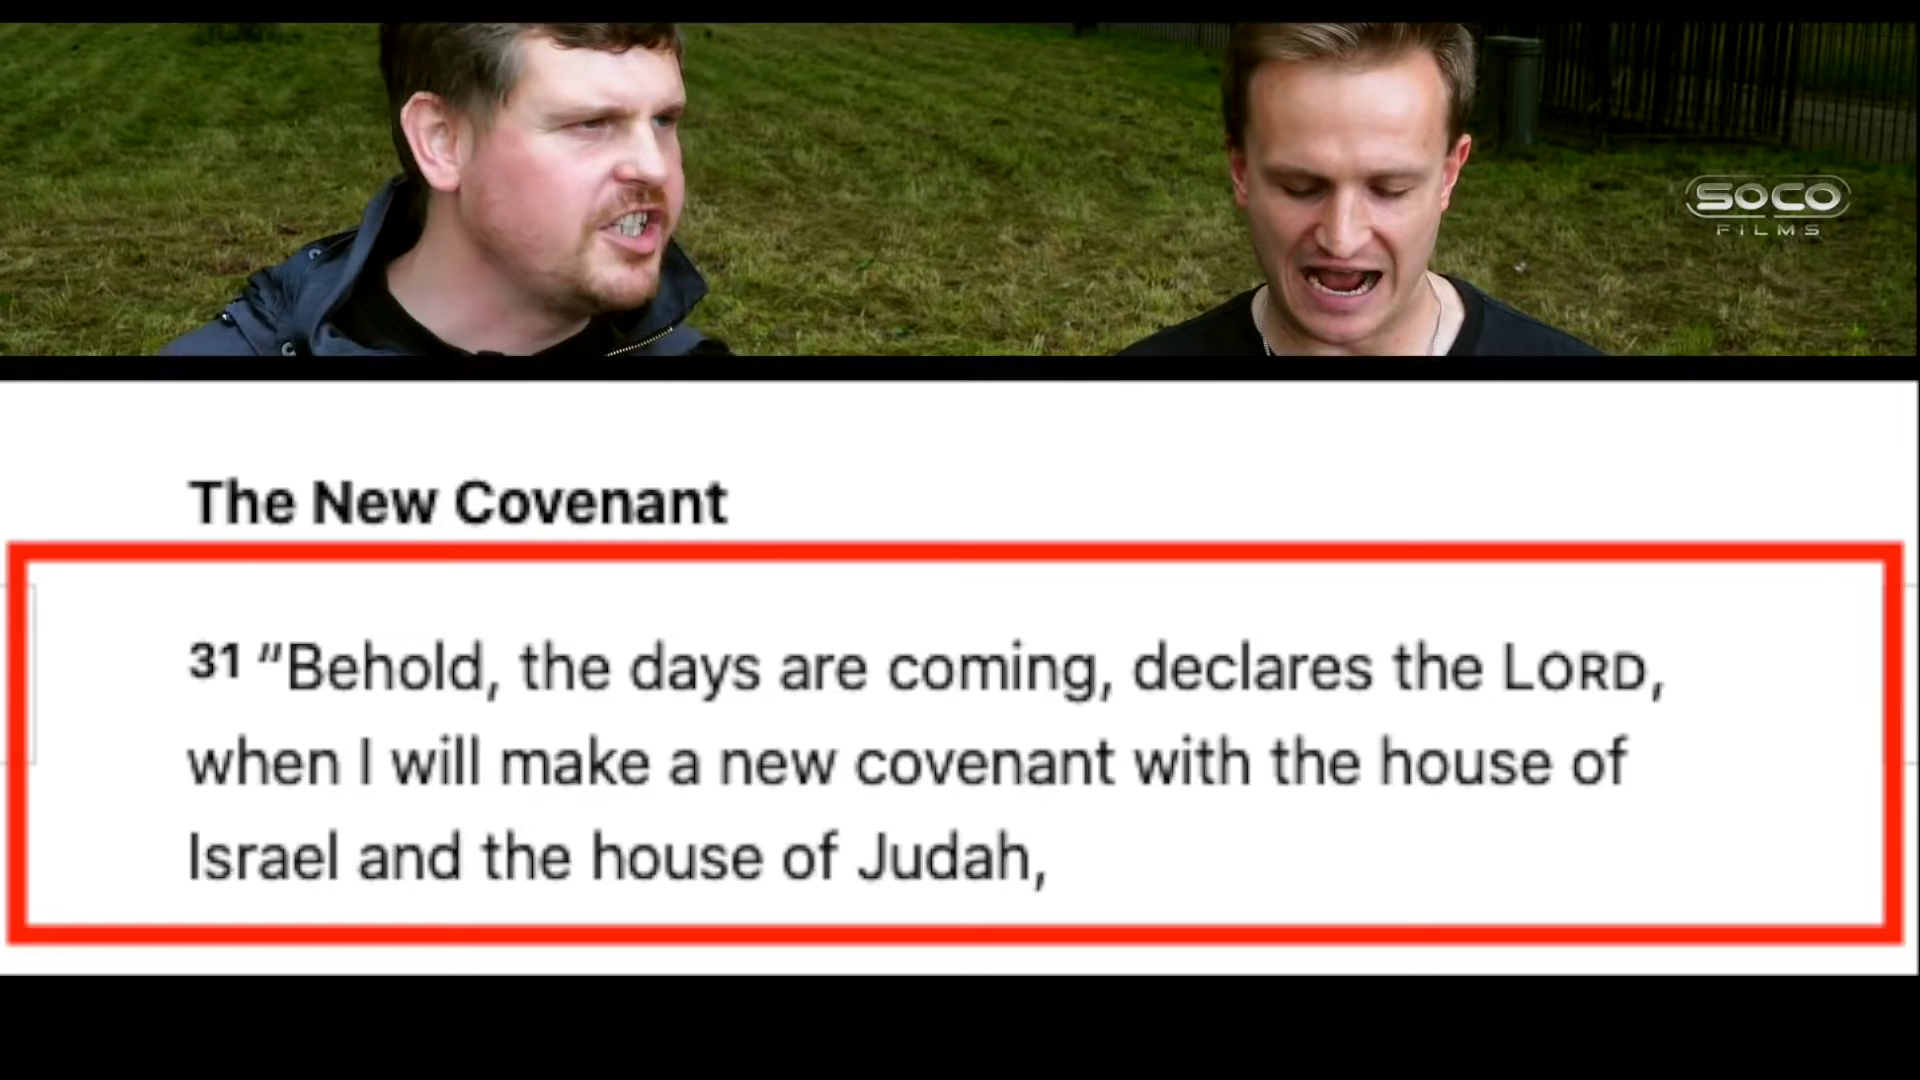 SOCO
FILMS
The New Covenant
31 “Behold, the days are coming, declares the LORD,
when I will make a new covenant with the house of
Israel and the house of Judah,